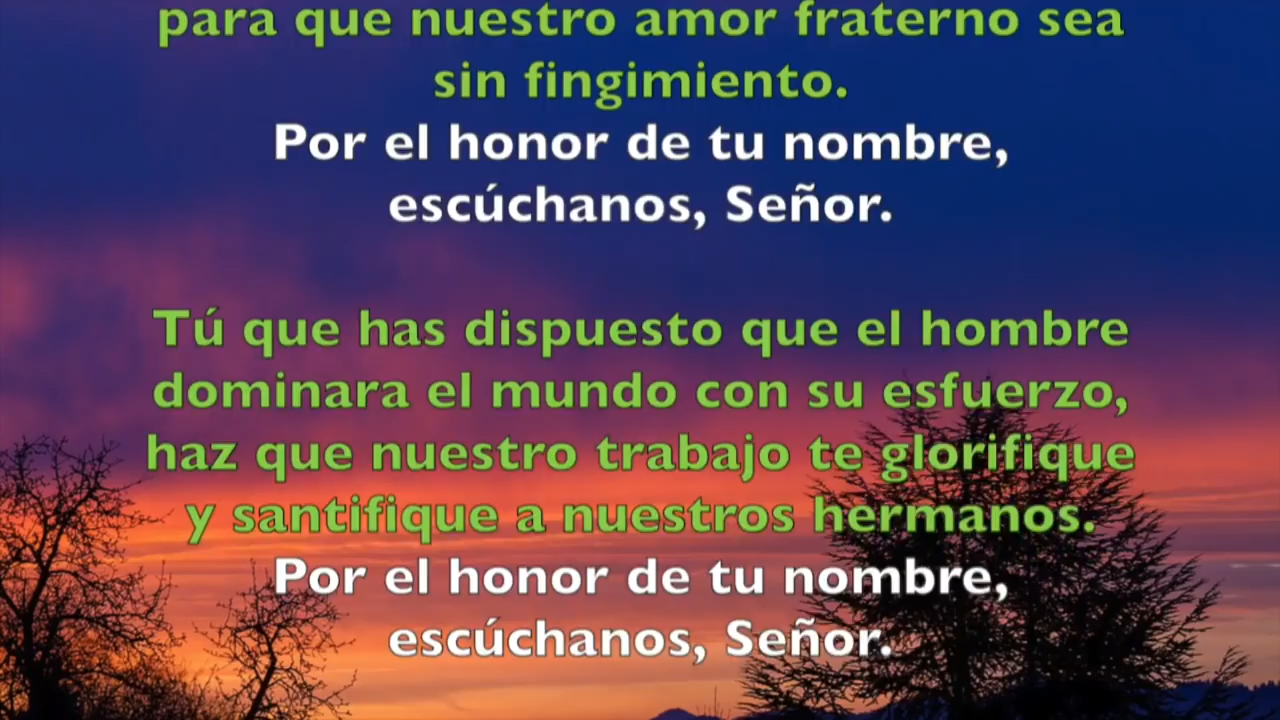 para que nuestro amor fraterno sea
sin fingimiento.
Por el honor de tu nombre,
escúchanos, Señor.
Tú que has dispuesto que el hombre
dominara el mundo con su esfuerzo,
haz que nuestro trabajo te glorifique
y santifique a nuestros hermanos.
Por el honor de tu nombre,
escúchanos, Señor.